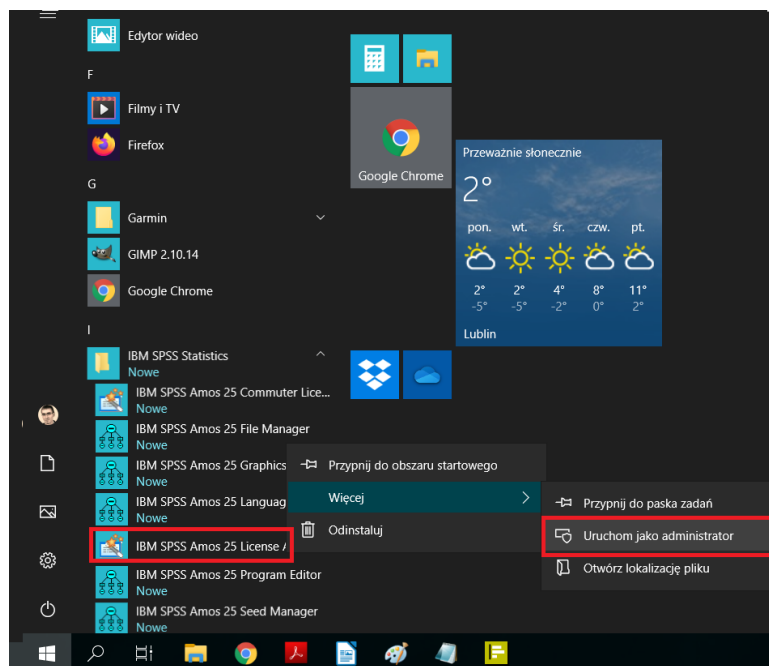 Edytor wideo
F
Filmy i TV
Firefox
G
Garmin
GIMP 2.10.14
Google Chrome
I
IBM SPSS Statistics
Nowe
IBM SPSS Amos 25 Commuter Lice...
Nowe
IBM SPSS Amos 25 File Manager
Nowe
IBM SPSS Amos 25 Graphics
Nowe
IBM SPSS Amos 25 Languag
Nowe
IBM SPSS Amos 25 License
IBM SPSS Amos 25 Program Editor
Nowe
IBM SPSS Amos 25 Seed Manager
Nowe
Google Chrome
Przeważnie słonecznie
2°
pon. wt. śr. czw. pt.
2° 2° 4° 8° 11°
-5° -5° -2° 0° 2°
Lublin
Przypnij do obszaru startowego
Więcej
Odinstaluj
Przypnij do paska zadań
Uruchom jako administrator
Otwórz lokalizację pliku